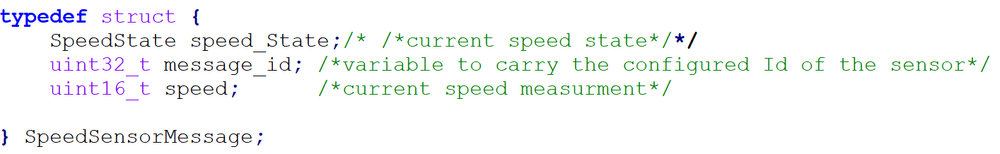 typedef struct {
    SpeedState speed_State;/* /*current speed state*/*/
    uint32_t message_id; /*variable to carry the configured Id of the sensor*/
    uint16_t speed;      /*current speed measurment*/
} SpeedSensorMessage;